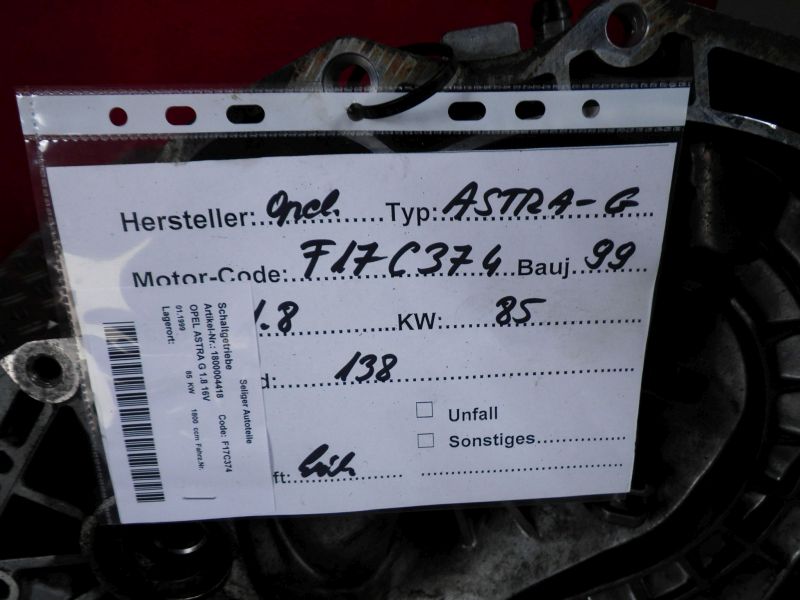 Hersteller: Opel Typ: ASTRA-G
Motor-Code: F17C374 Bauj. 99
1.8 KW: 85
d: 138
Unfall
Sonstiges
ft:
Seliger Autoteile
Schaltgetriebe
Artikel-Nr.: 1800004418 Code: F17C374
OPEL ASTRA G 1.8 16V
01.1999 85 KW 1800 ccm Fahrz.Nr.
Lagerort: